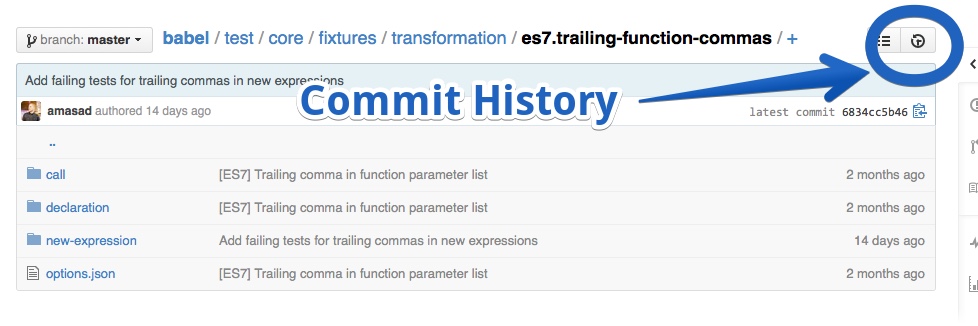 branch: master babel / test / core / fixtures / transformation / es7.trailing-function-commas / +
Add failing tests for trailing commas in new expressions
Commit History
amasad authored 14 days ago latest commit 6834cc5b46
..
call [ES7] Trailing comma in function parameter list 2 months ago
declaration [ES7] Trailing comma in function parameter list 2 months ago
new-expression Add failing tests for trailing commas in new expressions 14 days ago
options.json [ES7] Trailing comma in function parameter list 2 months ago